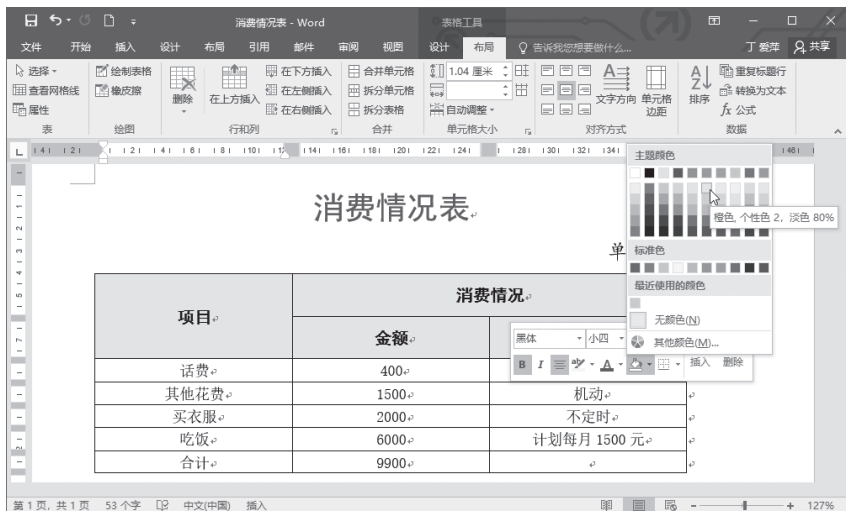 消费情况表 - Word
表格工具
文件 开始 插入 设计 布局 引用 邮件 审阅 视图 设计 布局 告诉我您想要做什么... 丁爱萍 共享
选择 绘制表格 在下方插入 合并单元格 1.04 厘米 重复标题行
查看网格线 橡皮擦 删除 在上方插入 在左侧插入 拆分单元格 文字方向 单元格边距 排序 转换为文本
属性 在右侧插入 拆分表格 自动调整 fx 公式
表 绘图 行和列 合并 单元格大小 对齐方式 数据
主题颜色
消费情况表
橙色, 个性色 2, 淡色 80%
单
标准色
最近使用的颜色
无颜色(N)
其他颜色(M)...
项目 消费情况
金额
黑体 小四
B I A 插入 删除
话费 400
其他花费 1500 机动
买衣服 2000 不定时
吃饭 6000 计划每月 1500 元
合计 9900
第 1 页, 共 1 页 53 个字 中文(中国) 插入 127%